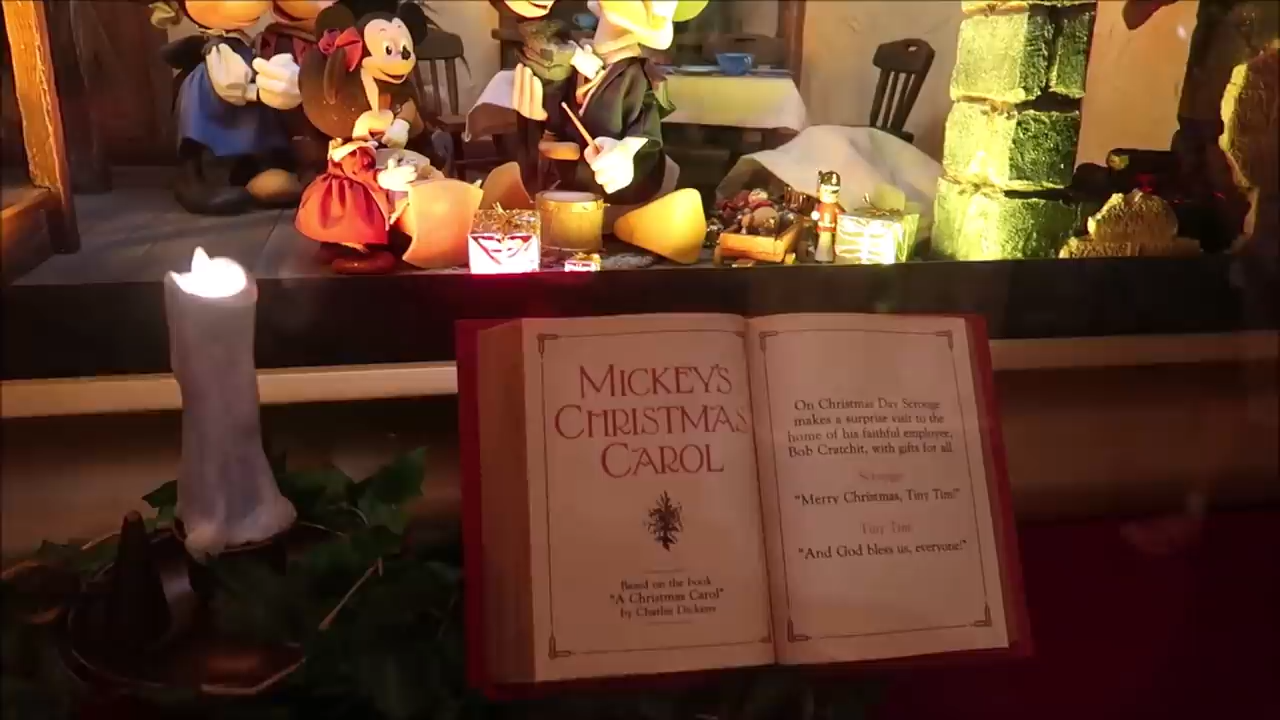 MICKEY'S
CHRISTMAS
CAROL
Based on the book
"A Christmas Carol"
by Charles Dickens
On Christmas Day Scrooge
makes a surprise visit to the
home of his faithful employee,
Bob Cratchit, with gifts for all.
Scrooge
"Merry Christmas, Tiny Tim!"
Tiny Tim
"And God bless us, everyone!"